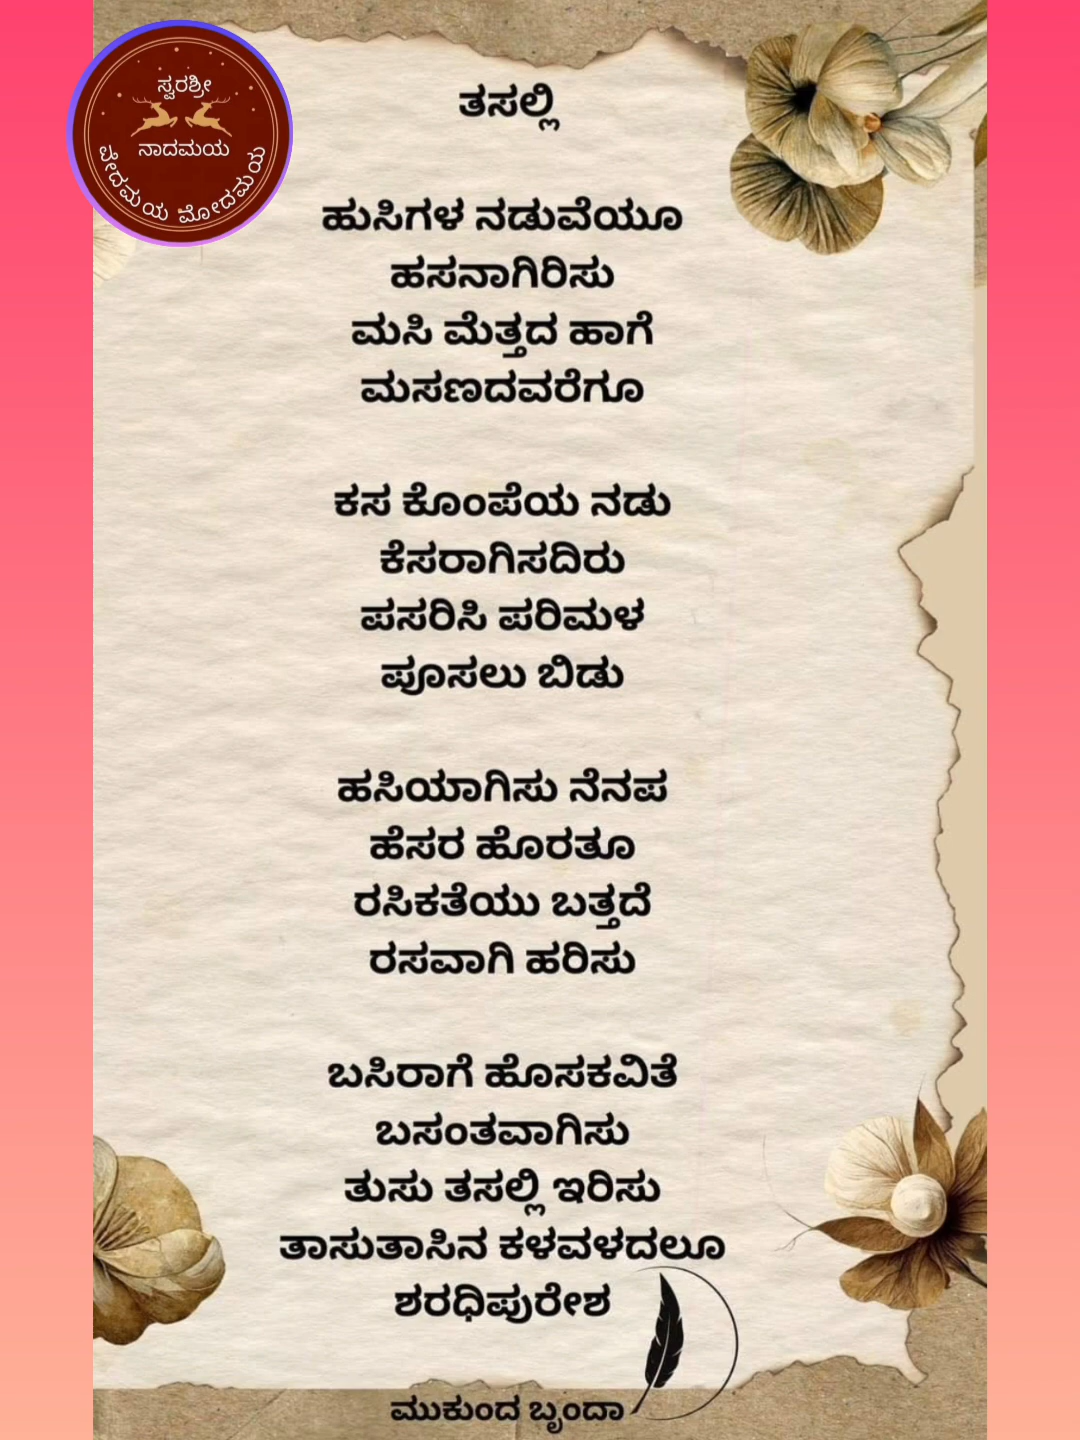 ಸ್ವರಶ್ರೀ
ನಾದಮಯ
ವೇದಮಯ ಮೋದಮಯ
ತಸಲ್ಲಿ
ಹುಸಿಗಳ ನಡುವೆಯೂ
ಹಸನಾಗಿರಿಸು
ಮಸಿ ಮೆತ್ತದ ಹಾಗೆ
ಮಸಣದವರೆಗೂ
ಕಸ ಕೊಂಪೆಯ ನಡು
ಕೆಸರಾಗಿಸದಿರು
ಪಸರಿಸಿ ಪರಿಮಳ
ಪೂಸಲು ಬಿಡು
ಹಸಿಯಾಗಿಸು ನೆನಪ
ಹೆಸರ ಹೊರತೂ
ರಸಿಕತೆಯು ಬತ್ತದೆ
ರಸವಾಗಿ ಹರಿಸು
ಬಸಿರಾಗೆ ಹೊಸಕವಿತೆ
ಬಸಂತವಾಗಿಸು
ತುಸು ತಸಲ್ಲಿ ಇರಿಸು
ತಾಸುತಾಸಿನ ಕಳವಳದಲೂ
ಶರಧಿಪುರೇಶ
ಮುಕುಂದ ಬೃಂದಾ